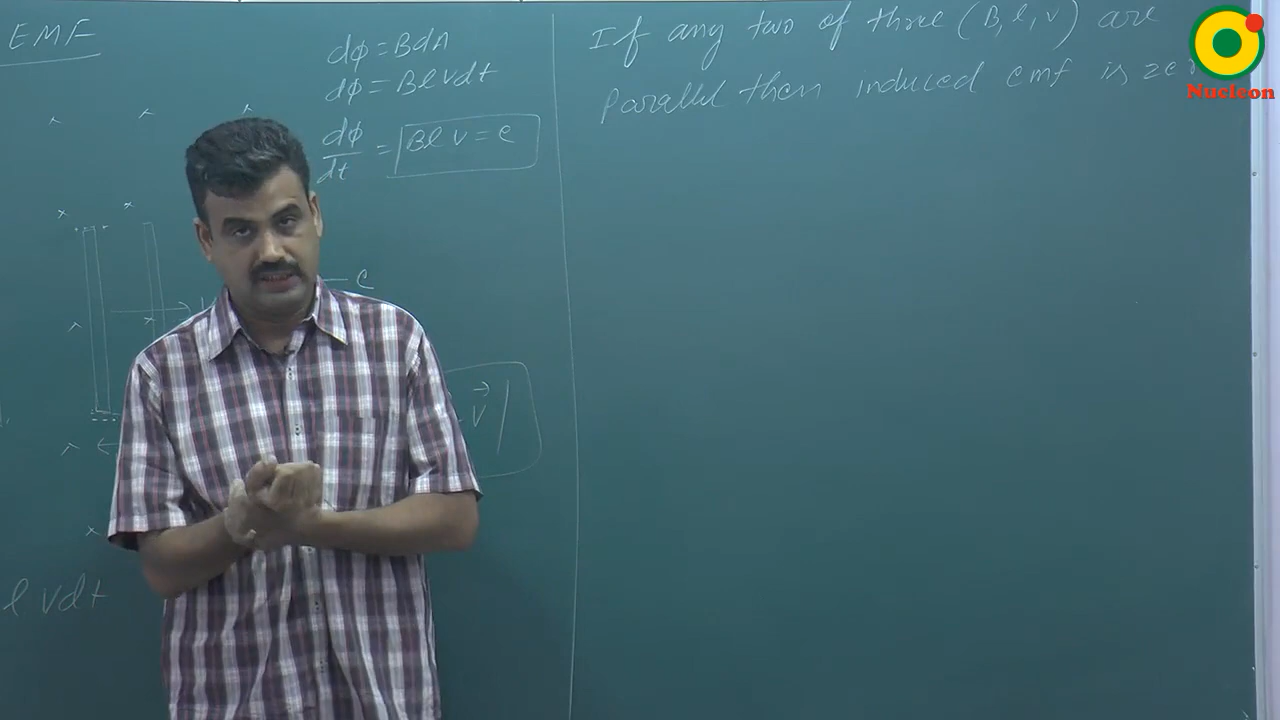 EMF
dϕ = BdA
dϕ = Blvdt
dϕ/dt = Blv = e
e
v⃗ |
l vdt
If any two of three (B, l, v) are
parallel then induced emf is zer
Nucleon